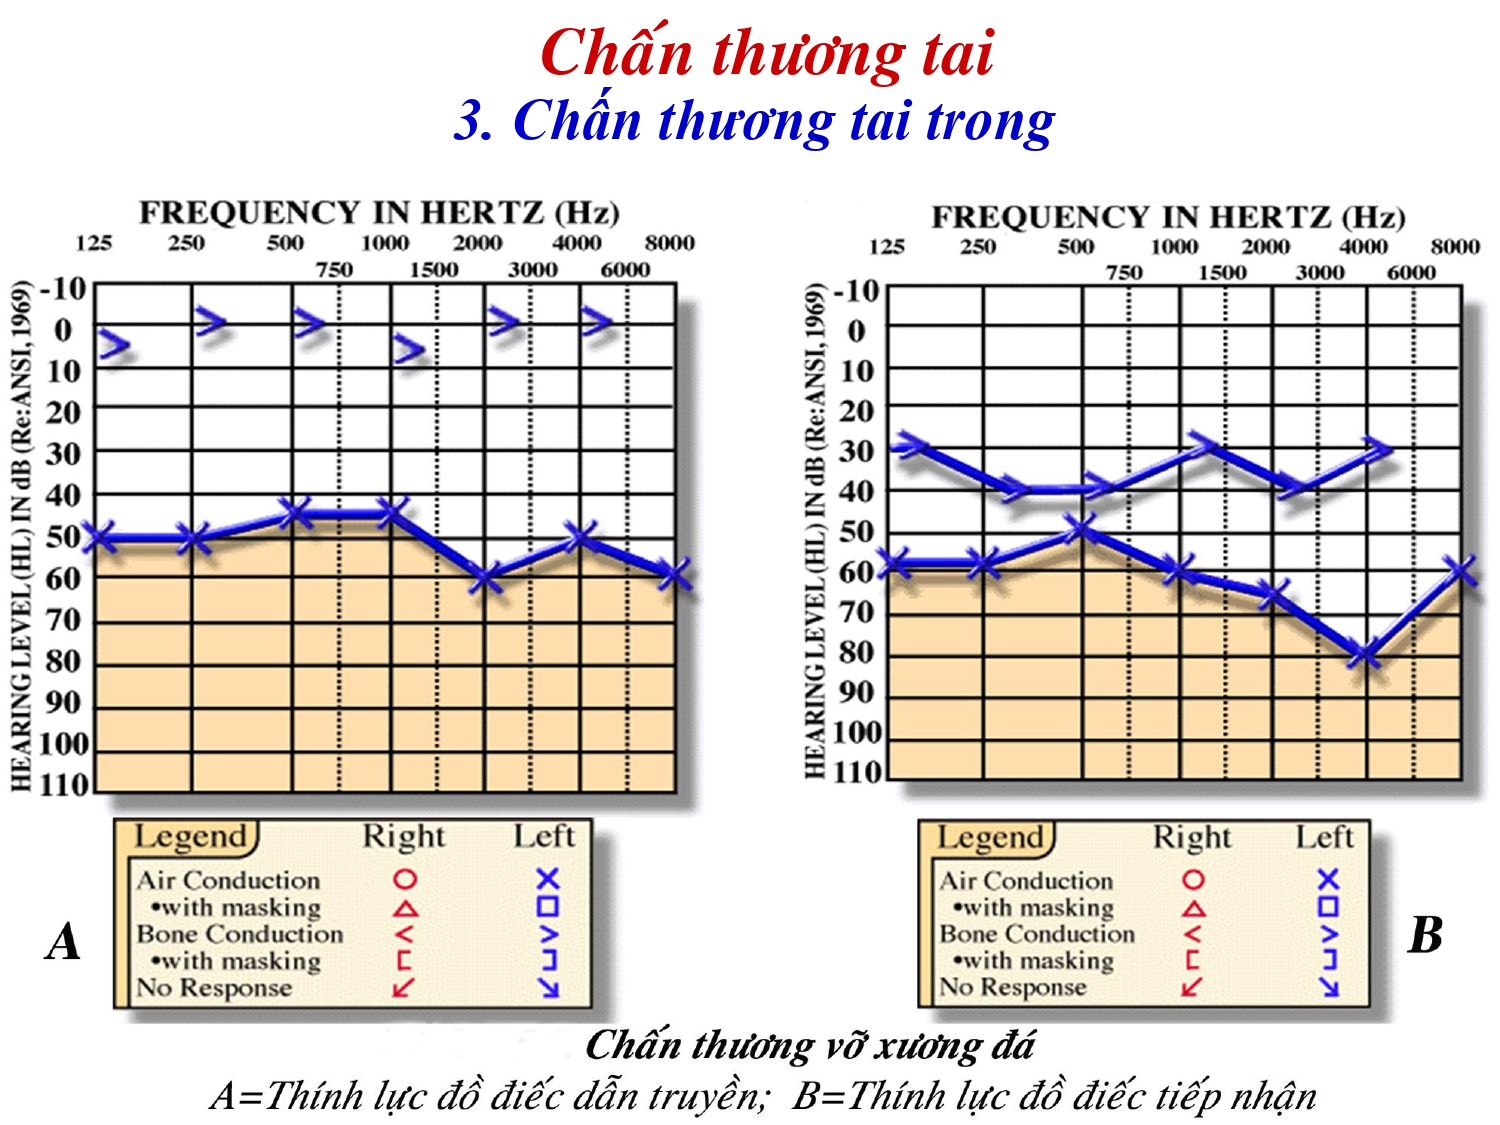 Chấn thương tai
3. Chấn thương tai trong
FREQUENCY IN HERTZ (Hz)
125 250 500 1000 2000 4000 8000
750 1500 3000 6000
HEARING LEVEL (HL) IN dB (Re:ANSI, 1969)
-10
0
10
20
30
40
50
60
70
80
90
100
110
Legend Right Left
Air Conduction
•with masking
Bone Conduction
•with masking
No Response
A
FREQUENCY IN HERTZ (Hz)
125 250 500 1000 2000 4000 8000
750 1500 3000 6000
HEARING LEVEL (HL) IN dB (Re:ANSI, 1969)
-10
0
10
20
30
40
50
60
70
80
90
100
110
Legend Right Left
Air Conduction
•with masking
Bone Conduction
•with masking
No Response
B
Chấn thương vỡ xương đá
A=Thính lực đồ điếc dẫn truyền; B=Thính lực đồ điếc tiếp nhận